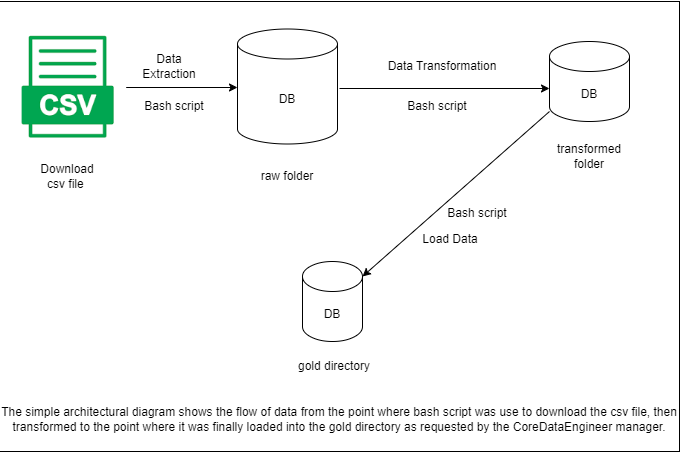 CSV
Download
csv file
Data
Extraction
Bash script
DB
raw folder
Data Transformation
Bash script
DB
transformed
folder
Bash script
Load Data
DB
gold directory
The simple architectural diagram shows the flow of data from the point where bash script was use to download the csv file, then
transformed to the point where it was finally loaded into the gold directory as requested by the CoreDataEngineer manager.